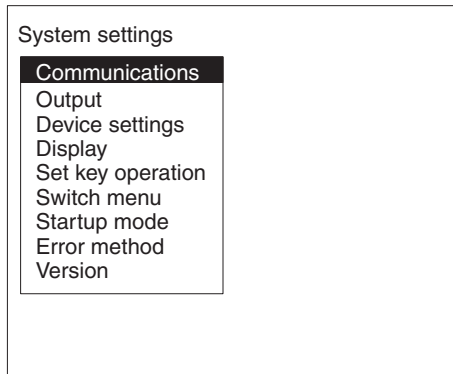 System settings
Communications
Output
Device settings
Display
Set key operation
Switch menu
Startup mode
Error method
Version